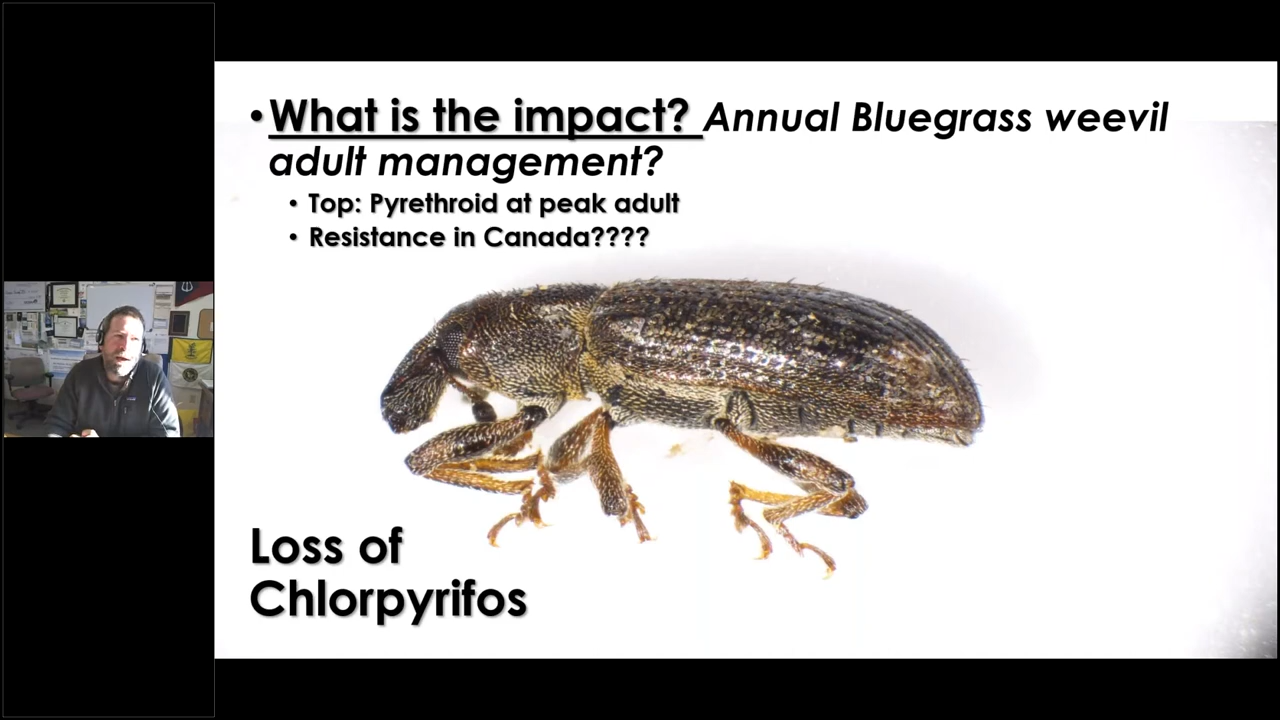 • What is the impact? Annual Bluegrass weevil
adult management?
• Top: Pyrethroid at peak adult
• Resistance in Canada????
Loss of
Chlorpyrifos